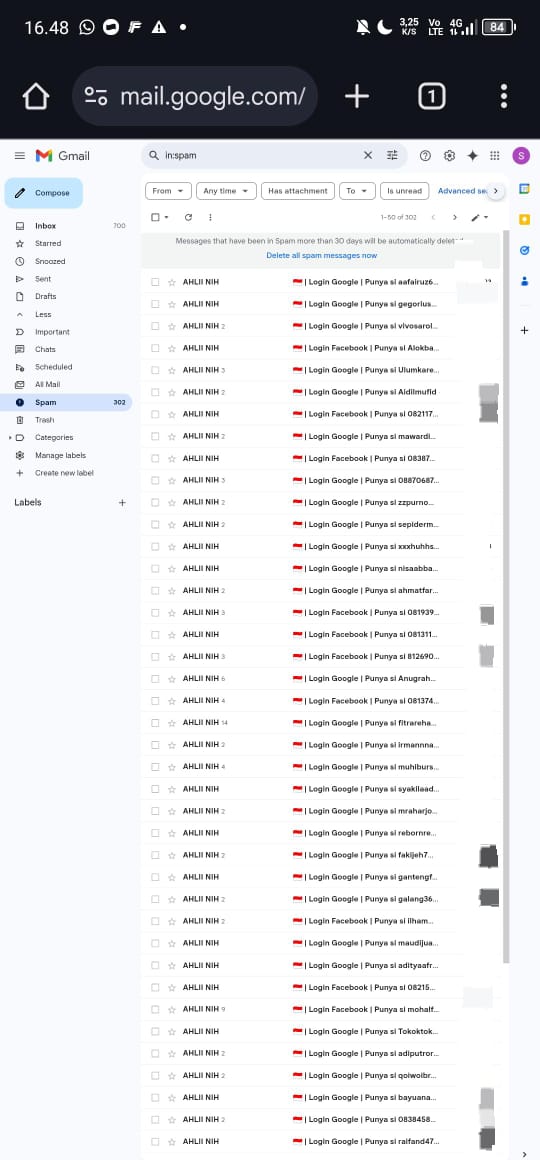 16.48 3,25 K/S Vo LTE 4G 84
mail.google.com/ 1
Gmail in:spam S
Compose From Any time Has attachment To Is unread Advanced sea
1-50 of 302
Inbox 700
Starred
Snoozed
Sent
Drafts
Less
Important
Chats
Scheduled
All Mail
Spam 302
Trash
Categories
Manage labels
Create new label
Labels
Messages that have been in Spam more than 30 days will be automatically delet
Delete all spam messages now
AHLII NIH 🇮🇩 | Login Google | Punya si aafairuz6...
AHLII NIH 🇮🇩 | Login Google | Punya si gegorius...
AHLII NIH 2 🇮🇩 | Login Google | Punya si vivosarol...
AHLII NIH 🇮🇩 | Login Facebook | Punya si Alokba...
AHLII NIH 3 🇮🇩 | Login Google | Punya si Ulumkare...
AHLII NIH 2 🇮🇩 | Login Google | Punya si Aidilmufid
AHLII NIH 🇮🇩 | Login Facebook | Punya si 082117...
AHLII NIH 2 🇮🇩 | Login Google | Punya si mawardi...
AHLII NIH 🇮🇩 | Login Facebook | Punya si 08387...
AHLII NIH 3 🇮🇩 | Login Google | Punya si 08870687...
AHLII NIH 2 🇮🇩 | Login Google | Punya si zzpurno...
AHLII NIH 2 🇮🇩 | Login Google | Punya si sepiderm...
AHLII NIH 🇮🇩 | Login Google | Punya si xxxhuhhs...
AHLII NIH 🇮🇩 | Login Google | Punya si nisaabba...
AHLII NIH 2 🇮🇩 | Login Google | Punya si ahmatfar...
AHLII NIH 3 🇮🇩 | Login Facebook | Punya si 081939...
AHLII NIH 🇮🇩 | Login Facebook | Punya si 081311...
AHLII NIH 3 🇮🇩 | Login Facebook | Punya si 812690...
AHLII NIH 6 🇮🇩 | Login Google | Punya si Anugrah...
AHLII NIH 4 🇮🇩 | Login Facebook | Punya si 081374...
AHLII NIH 14 🇮🇩 | Login Google | Punya si fitrareha...
AHLII NIH 2 🇮🇩 | Login Google | Punya si irmannna...
AHLII NIH 4 🇮🇩 | Login Google | Punya si muhlburs...
AHLII NIH 🇮🇩 | Login Google | Punya si syakilaad...
AHLII NIH 2 🇮🇩 | Login Google | Punya si mraharjo...
AHLII NIH 🇮🇩 | Login Google | Punya si rebornre...
AHLII NIH 2 🇮🇩 | Login Google | Punya si fakijeh7...
AHLII NIH 🇮🇩 | Login Google | Punya si gantengf...
AHLII NIH 2 🇮🇩 | Login Google | Punya si galang36...
AHLII NIH 2 🇮🇩 | Login Facebook | Punya si ilham...
AHLII NIH 🇮🇩 | Login Google | Punya si maudijua...
AHLII NIH 🇮🇩 | Login Google | Punya si adityaafr...
AHLII NIH 🇮🇩 | Login Facebook | Punya si 08215...
AHLII NIH 9 🇮🇩 | Login Facebook | Punya si mohalf...
AHLII NIH 🇮🇩 | Login Google | Punya si Tokoktok...
AHLII NIH 2 🇮🇩 | Login Google | Punya si adiputror...
AHLII NIH 2 🇮🇩 | Login Google | Punya si qoiwoibr...
AHLII NIH 🇮🇩 | Login Google | Punya si bayuana...
AHLII NIH 2 🇮🇩 | Login Google | Punya si 0838458...
AHLII NIH 🇮🇩 | Login Google | Punya si raifand47...